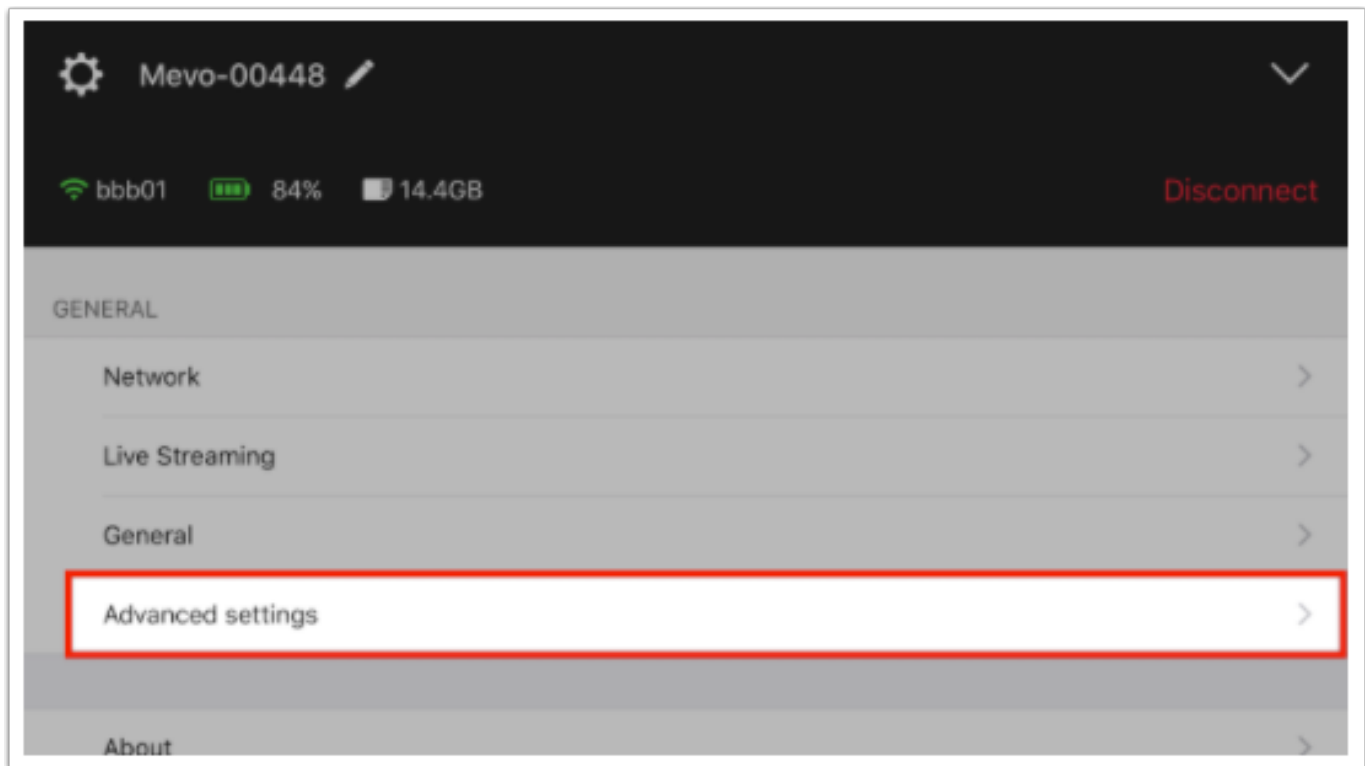 Mevo-00448
bbb01 84% 14.4GB Disconnect
GENERAL
Network
Live Streaming
General
Advanced settings
About